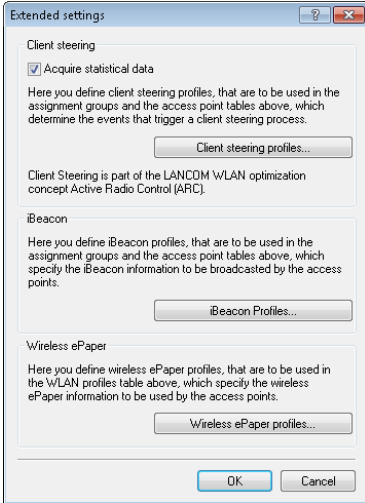 Extended settings
Client steering
Acquire statistical data
Here you define client steering profiles, that are to be used in the
assignment groups and the access point tables above, which
determine the events that trigger a client steering process.
Client steering profiles...
Client Steering is part of the LANCOM WLAN optimization
concept Active Radio Control (ARC).
iBeacon
Here you define iBeacon profiles, that are to be used in the
assignment groups and the access point tables above, which
specify the iBeacon information to be broadcasted by the access
points.
iBeacon Profiles...
Wireless ePaper
Here you define wireless ePaper profiles, that are to be used in
the WLAN profiles table above, which specify the wireless
ePaper information to be used by the access points.
Wireless ePaper profiles...
OK Cancel